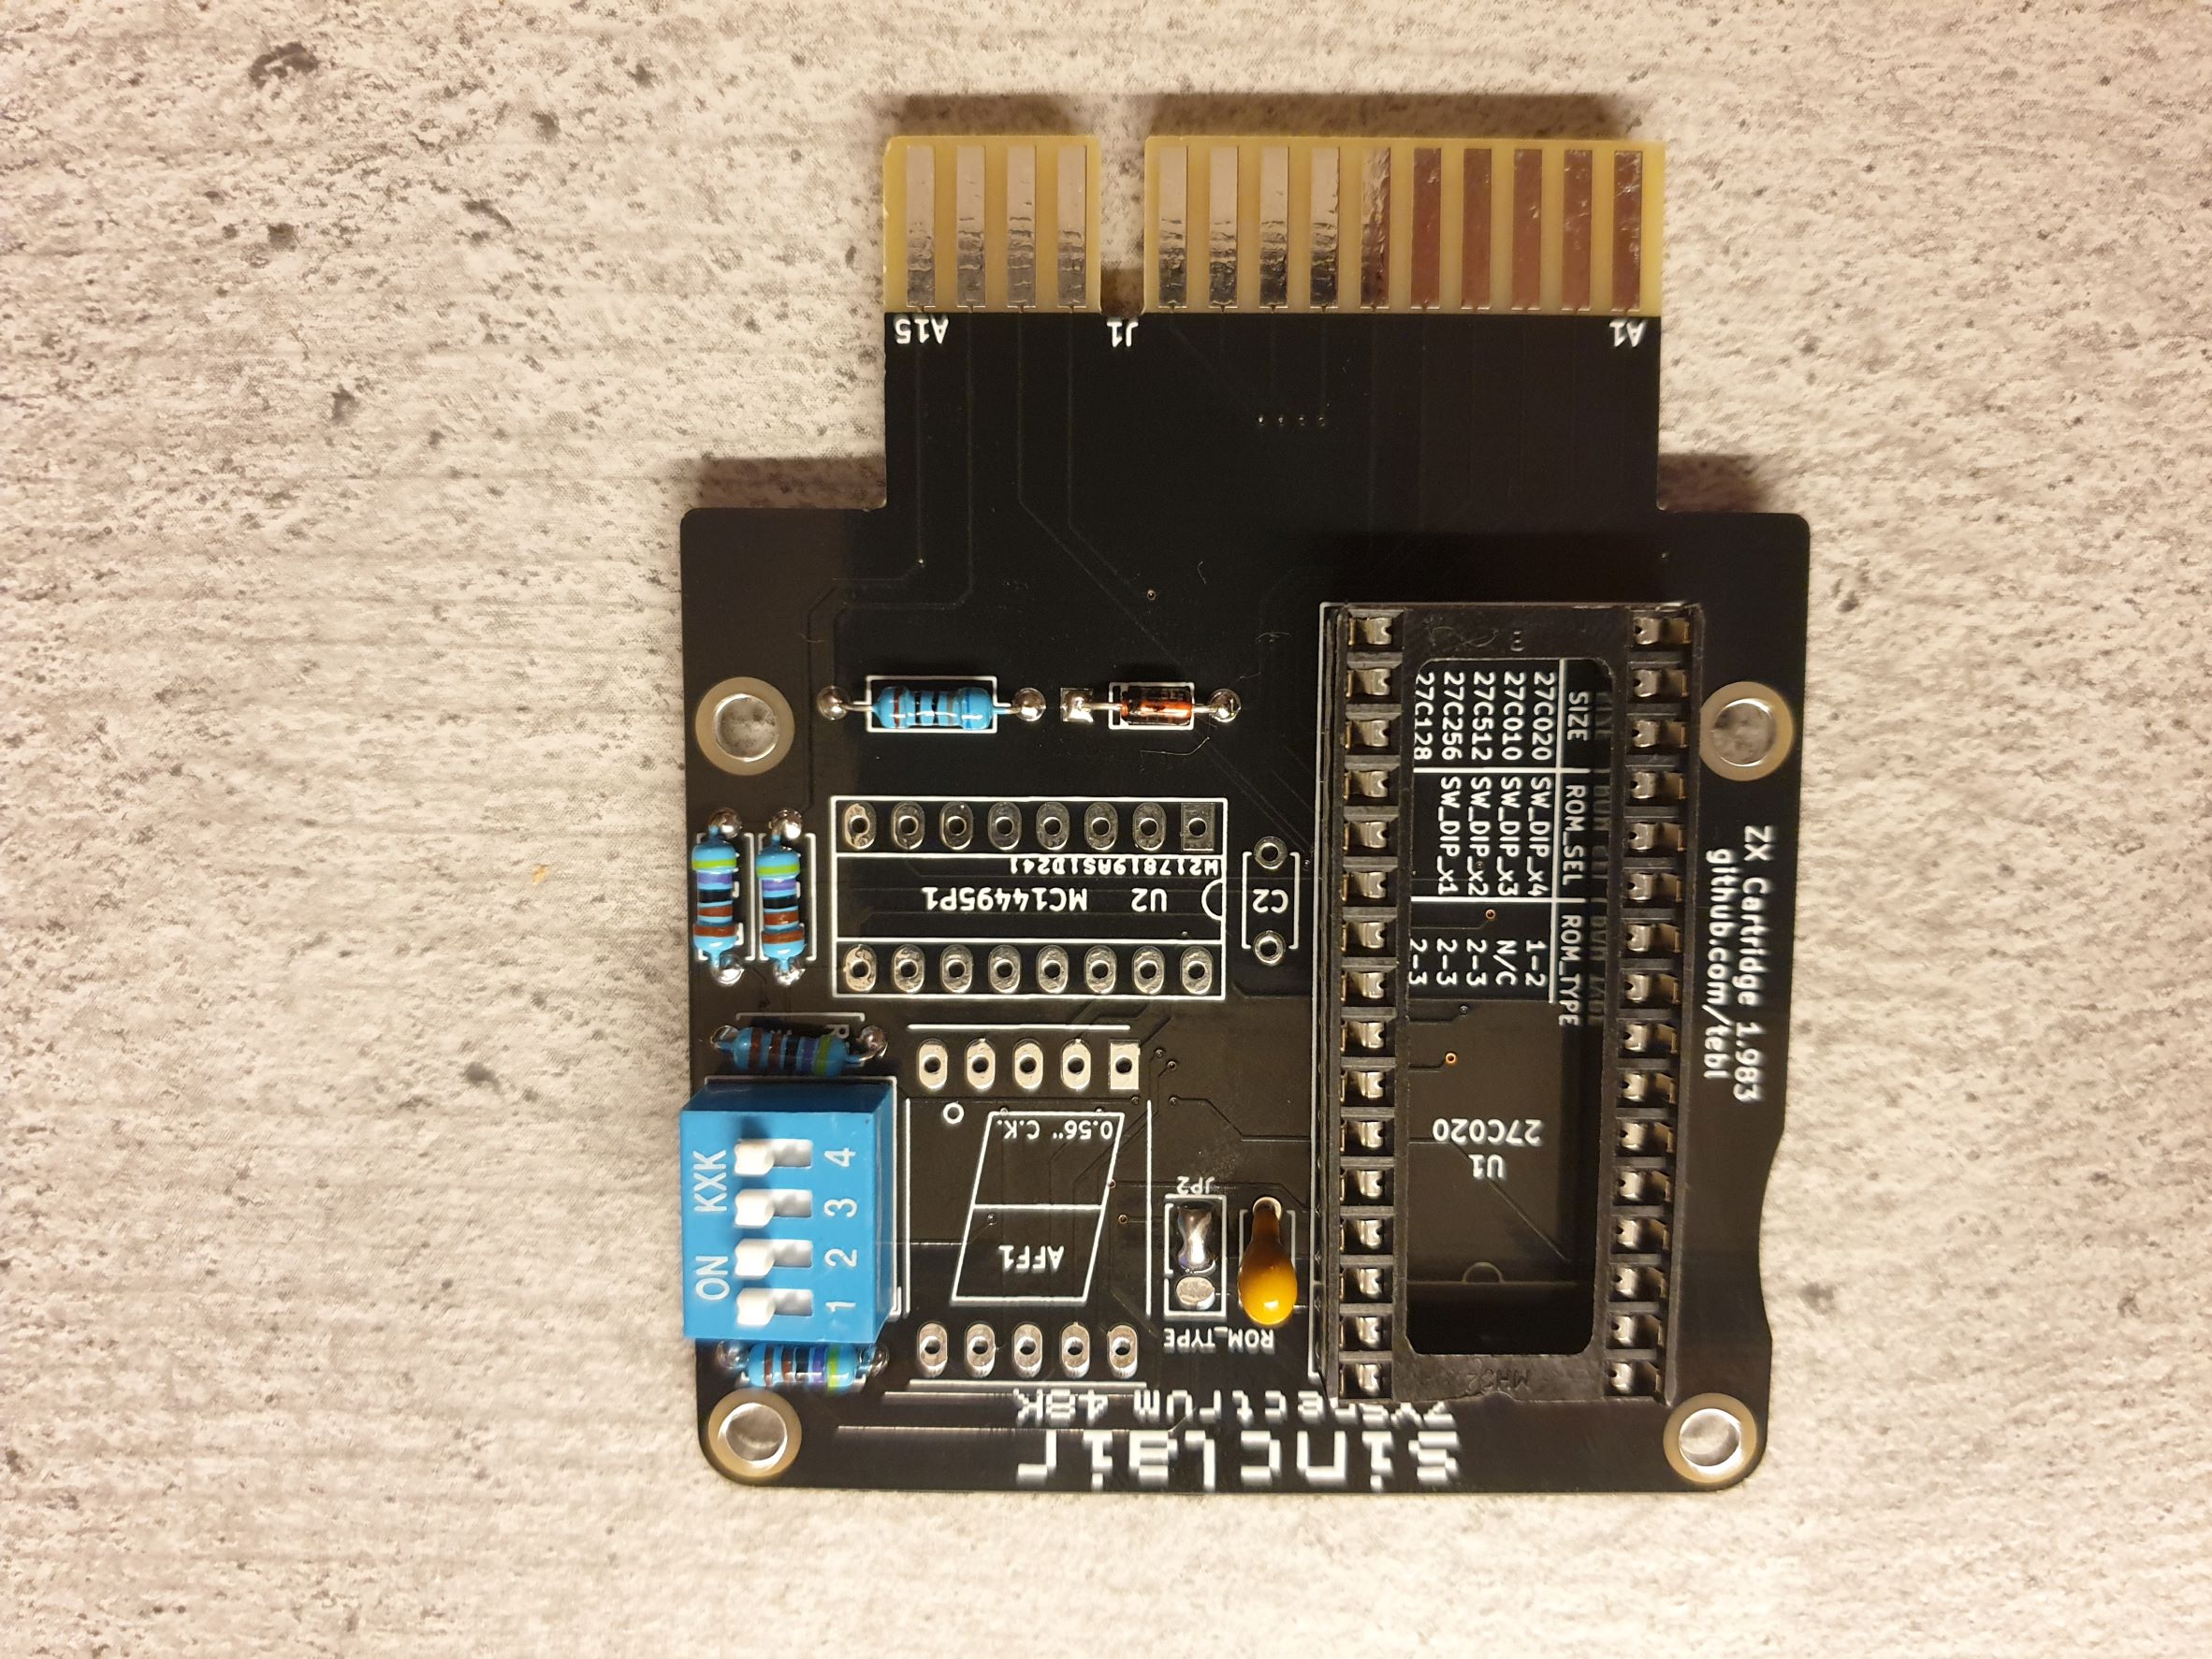 sinclair
ZXSpectrum 48K
ROM_TYPE
JP2
AFF1
0.56" C.K.
ON
KXK
1
2
3
4
U1
27C020
ZX Cartridge 1.983
github.com/tebl
SIZE ROM_SEL ROM_TYPE
27C020 SW_DIP_x4 1-2
27C010 SW_DIP_x3 N/C
27C512 SW_DIP_x2 2-3
27C256 SW_DIP_x1 2-3
27C128 2-3
C2
U2 MC14495P1
W217819AS1D241
A1
J1
A15